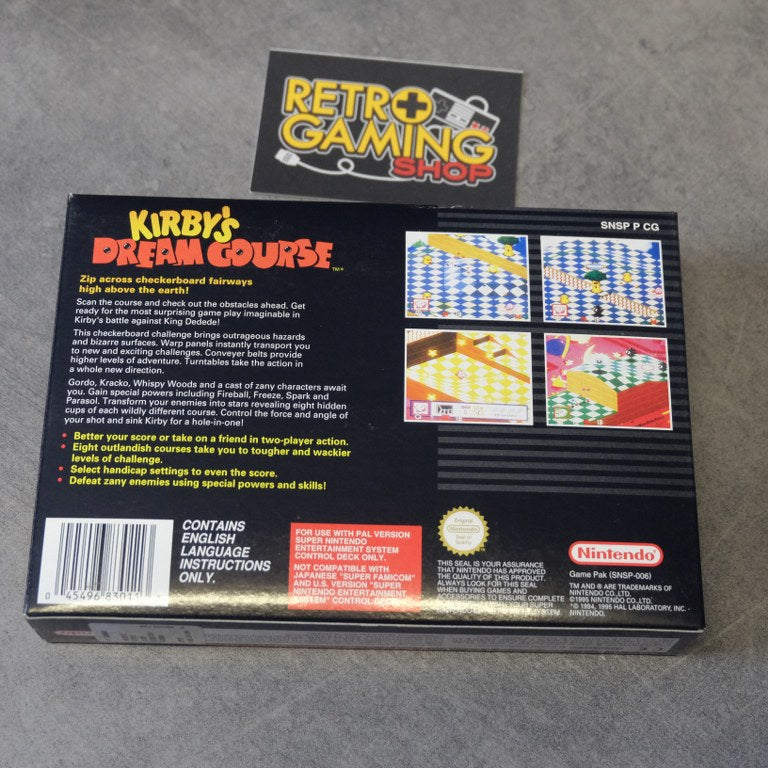 RETRO
GAMING
SHOP
KIRBY'S
DREAM COURSE
TM
SNSP P CG
Zip across checkerboard fairways
high above the earth!
Scan the course and check out the obstacles ahead. Get
ready for the most surprising game play imaginable in
Kirby's battle against King Dedede!
This checkerboard challenge brings outrageous hazards
and bizarre surfaces. Warp panels instantly transport you
to new and exciting challenges. Conveyer belts provide
higher levels of adventure. Turntables take the action in
a whole new direction.
Gordo, Kracko, Whispy Woods and a cast of zany characters await
you. Gain special powers including Fireball, Freeze, Spark and
Parasol. Transform your enemies into stars revealing eight hidden
cups of each wildly different course. Control the force and angle of
your shot and sink Kirby for a hole-in-one!
• Better your score or take on a friend in two-player action.
• Eight outlandish courses take you to tougher and wackier
levels of challenge.
• Select handicap settings to even the score.
• Defeat zany enemies using special powers and skills!
0 45496 83011
CONTAINS
ENGLISH
LANGUAGE
INSTRUCTIONS
ONLY.
FOR USE WITH PAL VERSION
SUPER NINTENDO
ENTERTAINMENT SYSTEM
CONTROL DECK ONLY.
NOT COMPATIBLE WITH
JAPANESE "SUPER FAMICOM"
AND U.S. VERSION "SUPER
NINTENDO ENTERTAINMENT
SYSTEM" CONTROL DECK
Original
Nintendo
Seal of
Quality
THIS SEAL IS YOUR ASSURANCE
THAT NINTENDO HAS APPROVED
THE QUALITY OF THIS PRODUCT.
ALWAYS LOOK FOR THIS SEAL
WHEN BUYING GAMES AND
ACCESSORIES TO ENSURE COMPLETE
YOUR SUPER
SYSTEM
Nintendo®
Game Pak (SNSP-006)
TM AND ® ARE TRADEMARKS OF
NINTENDO CO.,LTD.
©1995 NINTENDO CO.,LTD.
©1994, 1995 HAL LABORATORY, INC.
NINTENDO.